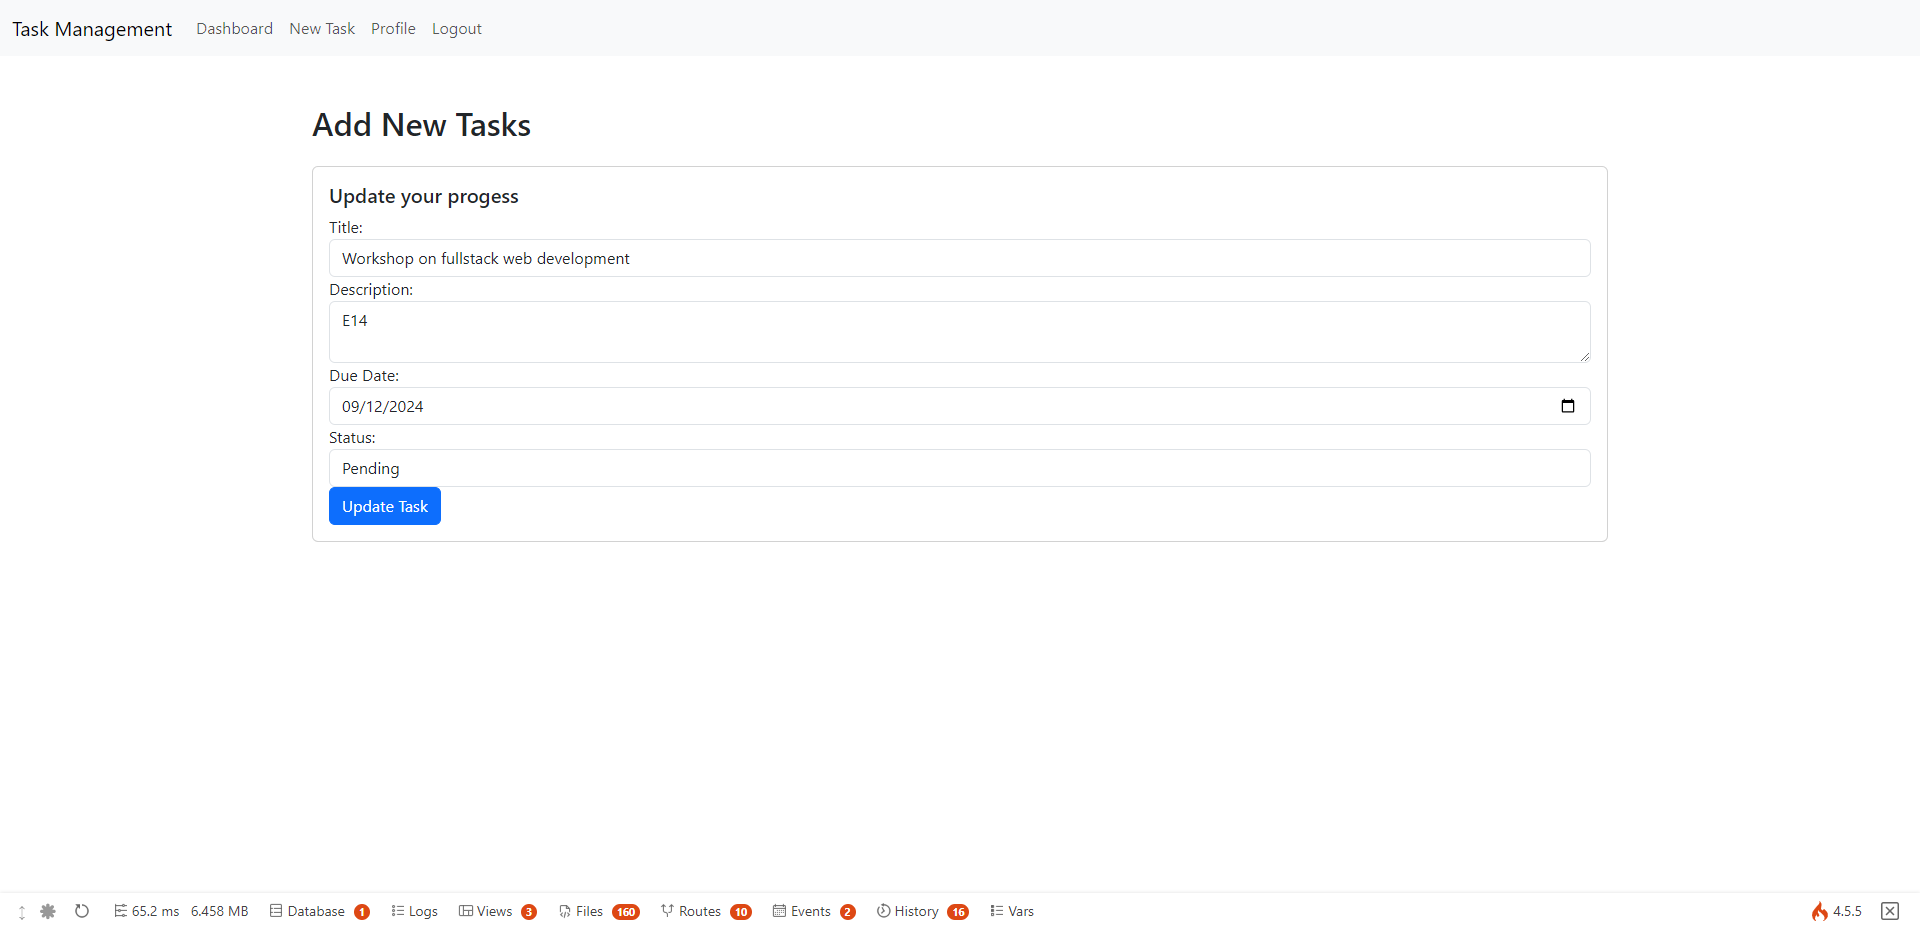 Task Management Dashboard New Task Profile Logout
Add New Tasks
Update your progess
Title:
Workshop on fullstack web development
Description:
E14
Due Date:
09/12/2024
Status:
Pending
Update Task
65.2 ms 6.458 MB Database 1 Logs Views 3 Files 160 Routes 10 Events 2 History 16 Vars 4.5.5